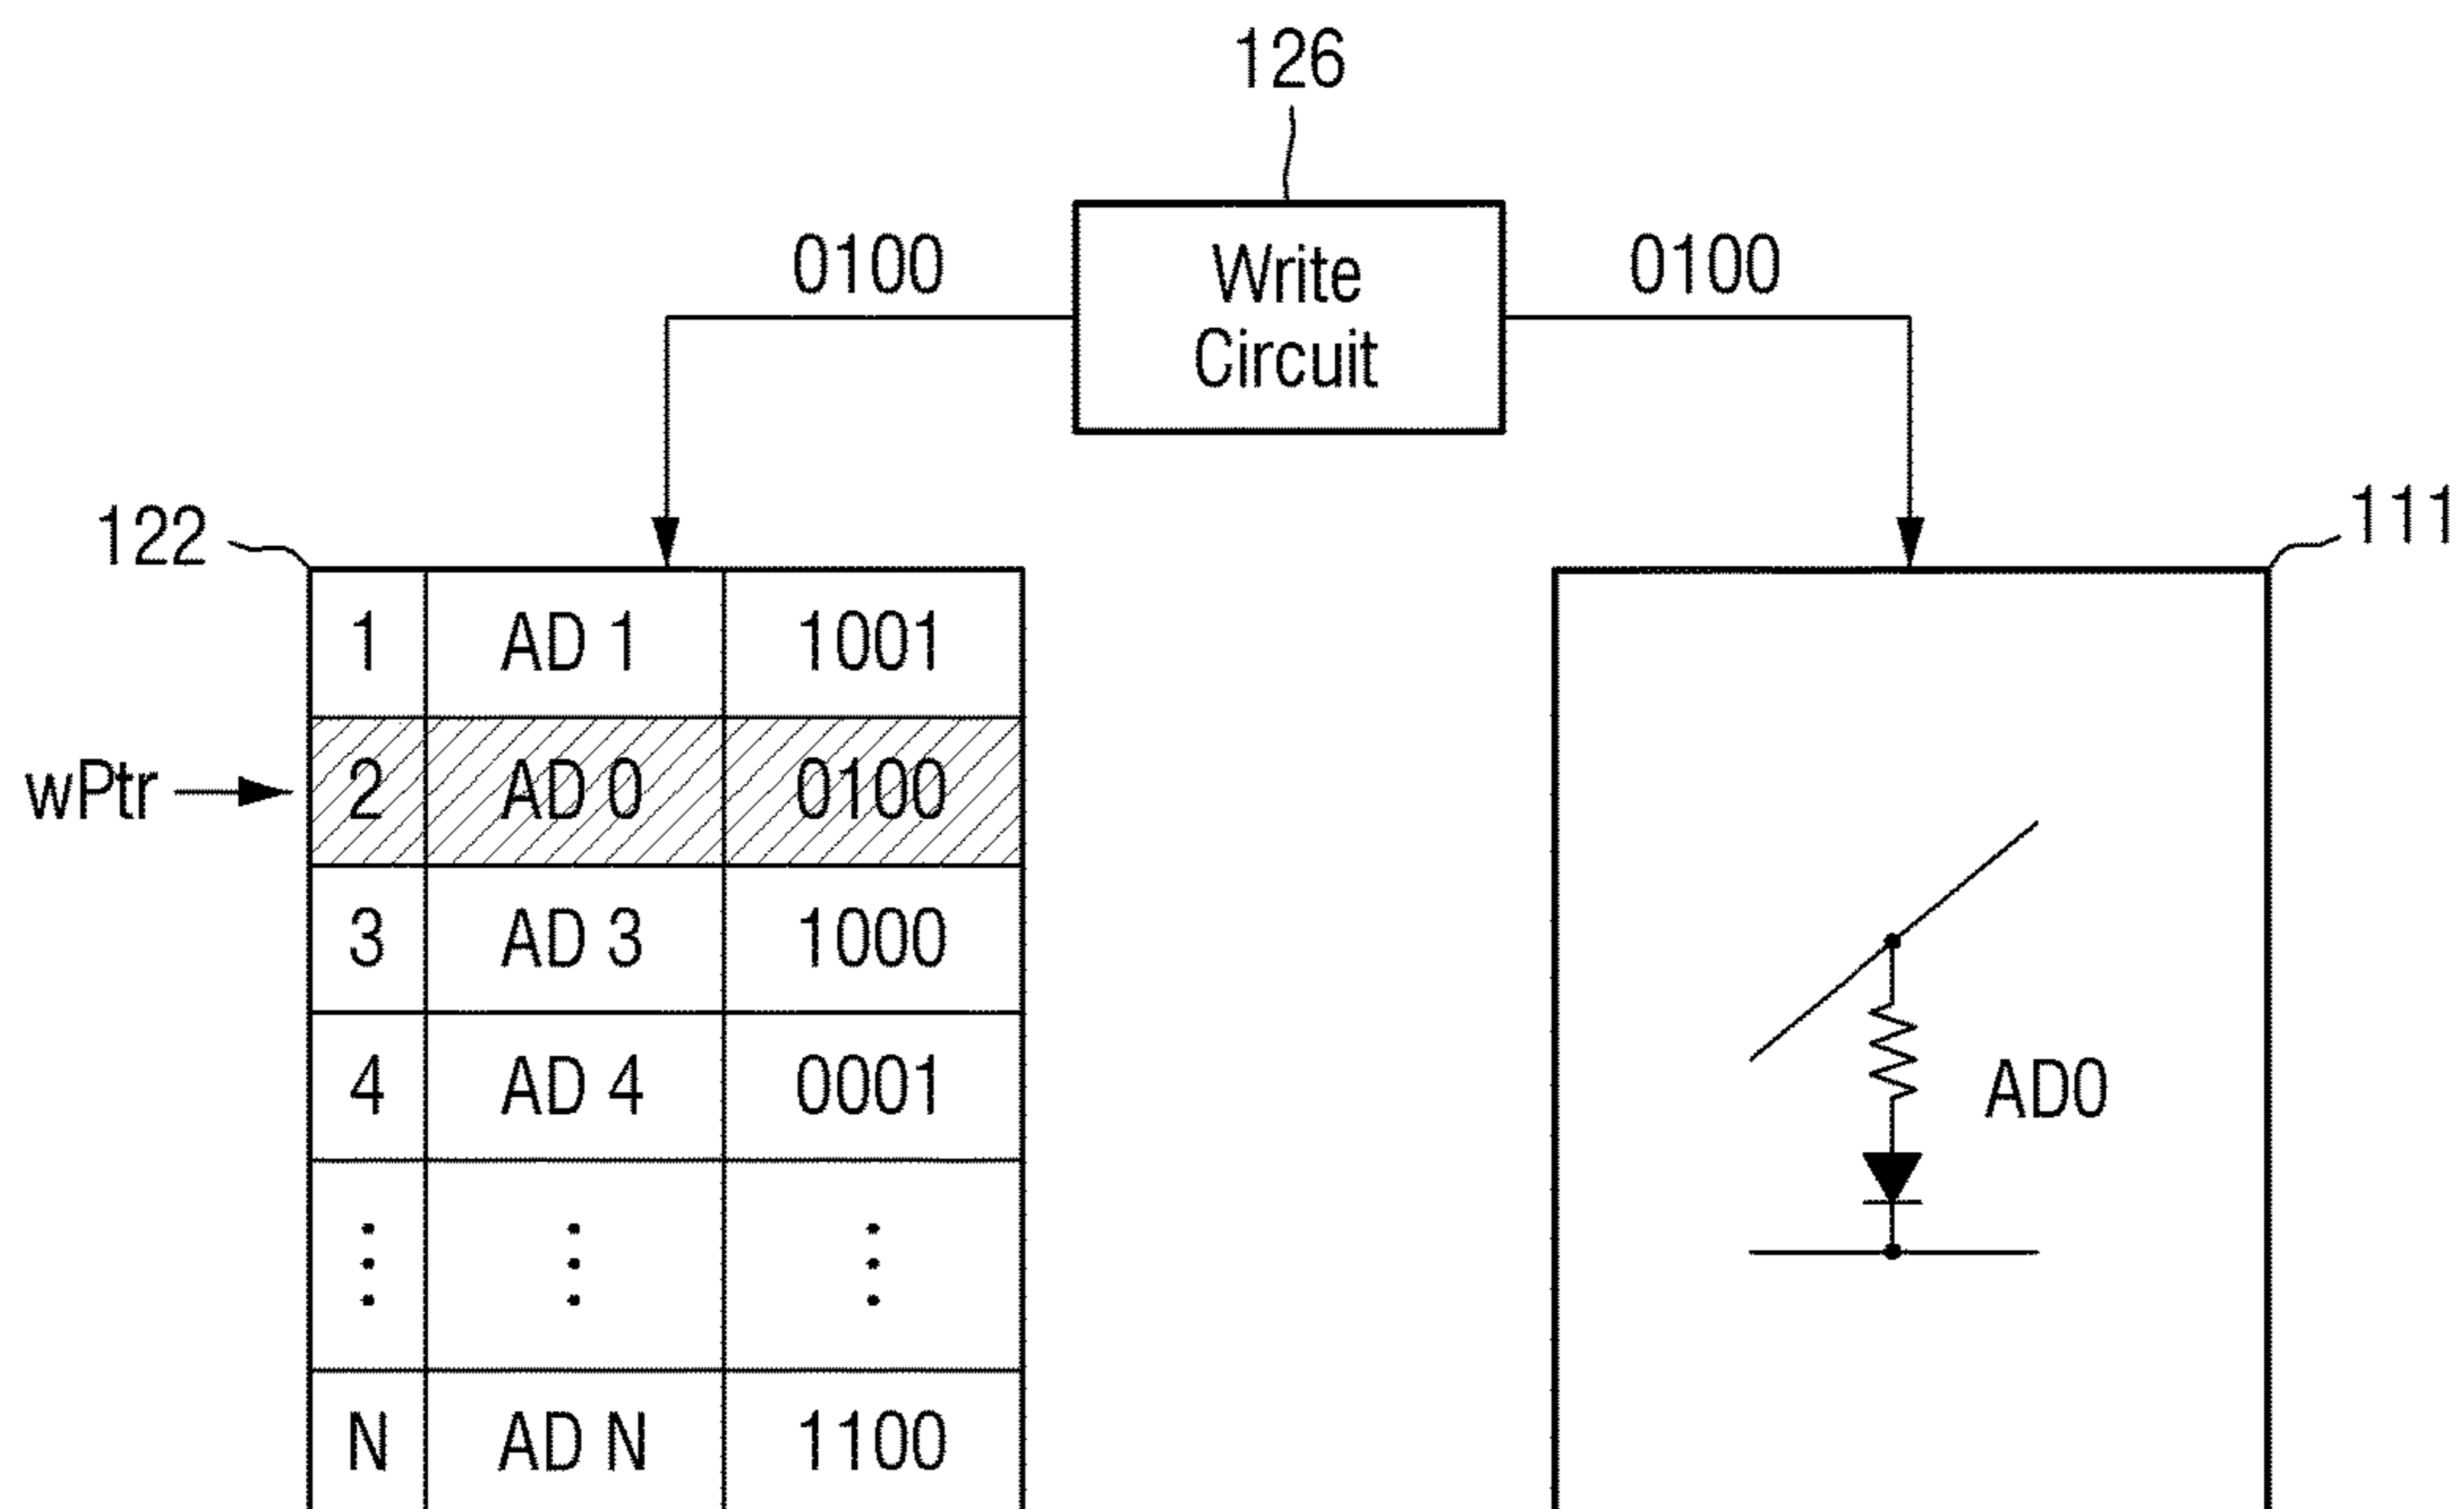 126
0100
Write
Circuit
0100
122
111
1 AD 1 1001
wPtr 2 AD 0 0100
3 AD 3 1000
4 AD 4 0001
AD0
N AD N 1100